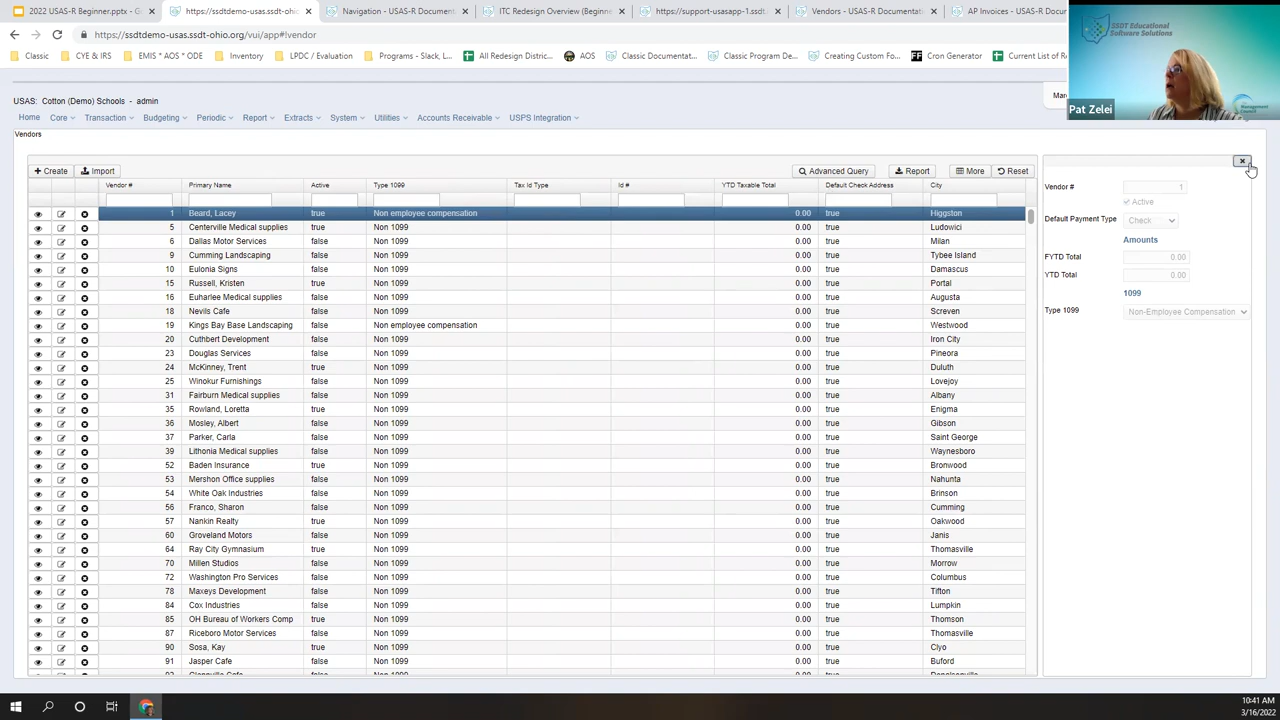 2022 USAS-R Beginner.pptx - G
https://ssdtdemo-usas.ssdt-ohio
Navigation - USAS-R Documentat
ITC Redesign Overview (Beginne
https://support-usasapp-1.ssdt
Vendors - USAS-R Documentatio
AP Invoices - USAS-R Docume
https://ssdtdemo-usas.ssdt-ohio.org/vui/app#!vendor
Classic
CYE & IRS
EMIS * AOS * ODE
Inventory
LPDC / Evaluation
Programs - Slack, L...
All Redesign District...
AOS
Classic Documentat...
Classic Program De...
Creating Custom Fo...
Cron Generator
Current List of R
SSDT Educational
Software Solutions
Management
Council
Pat Zelei
USAS: Cotton (Demo) Schools - admin
Mar
Home Core Transaction Budgeting Periodic Report Extracts System Utilities Accounts Receivable USPS Integration
Vendors
Create Import Advanced Query Report More Reset
Vendor # Primary Name Active Type 1099 Tax Id Type Id # YTD Taxable Total Default Check Address City
1 Beard, Lacey true Non employee compensation 0.00 true Higgston
5 Centerville Medical supplies true Non 1099 0.00 true Ludowici
6 Dallas Motor Services false Non 1099 0.00 true Milan
9 Cumming Landscaping false Non 1099 0.00 true Tybee Island
10 Eulonia Signs false Non 1099 0.00 true Damascus
15 Russell, Kristen true Non 1099 0.00 true Portal
16 Euharlee Medical supplies false Non 1099 0.00 true Augusta
18 Nevils Cafe false Non 1099 0.00 true Screven
19 Kings Bay Base Landscaping false Non employee compensation 0.00 true Westwood
20 Cuthbert Development false Non 1099 0.00 true Iron City
23 Douglas Services false Non 1099 0.00 true Pineora
24 McKinney, Trent true Non 1099 0.00 true Duluth
25 Winokur Furnishings false Non 1099 0.00 true Lovejoy
31 Fairburn Medical supplies false Non 1099 0.00 true Albany
35 Rowland, Loretta true Non 1099 0.00 true Enigma
36 Mosley, Albert false Non 1099 0.00 true Gibson
37 Parker, Carla false Non 1099 0.00 true Saint George
39 Lithonia Medical supplies false Non 1099 0.00 true Waynesboro
52 Baden Insurance true Non 1099 0.00 true Bronwood
53 Mershon Office supplies false Non 1099 0.00 true Nahunta
54 White Oak Industries false Non 1099 0.00 true Brinson
56 Franco, Sharon false Non 1099 0.00 true Cumming
57 Nankin Realty true Non 1099 0.00 true Oakwood
60 Groveland Motors false Non 1099 0.00 true Janis
64 Ray City Gymnasium true Non 1099 0.00 true Thomasville
70 Millen Studios false Non 1099 0.00 true Morrow
72 Washington Pro Services false Non 1099 0.00 true Columbus
78 Maxeys Development false Non 1099 0.00 true Tifton
84 Cox Industries false Non 1099 0.00 true Lumpkin
85 OH Bureau of Workers Comp true Non 1099 0.00 true Thomson
87 Riceboro Motor Services false Non 1099 0.00 true Thomasville
90 Sosa, Kay true Non 1099 0.00 true Clyo
91 Jasper Cafe false Non 1099 0.00 true Buford
Vendor # 1
Active
Default Payment Type Check
Amounts
FYTD Total 0.00
YTD Total 0.00
1099
Type 1099 Non-Employee Compensation
10:41 AM
3/16/2022